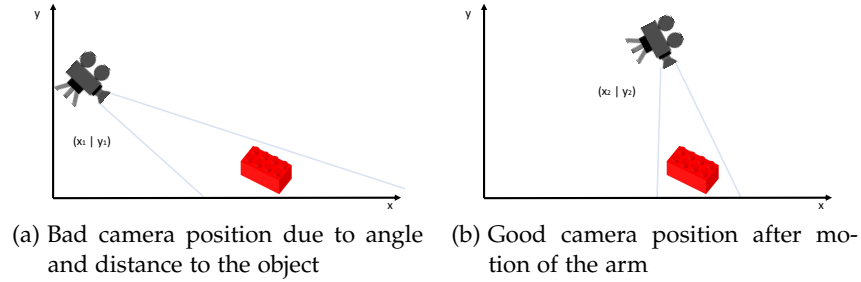 y
(x₁ | y₁)
x
(a) Bad camera position due to angle
and distance to the object
y
(x₂ | y₂)
x
(b) Good camera position after mo-
tion of the arm